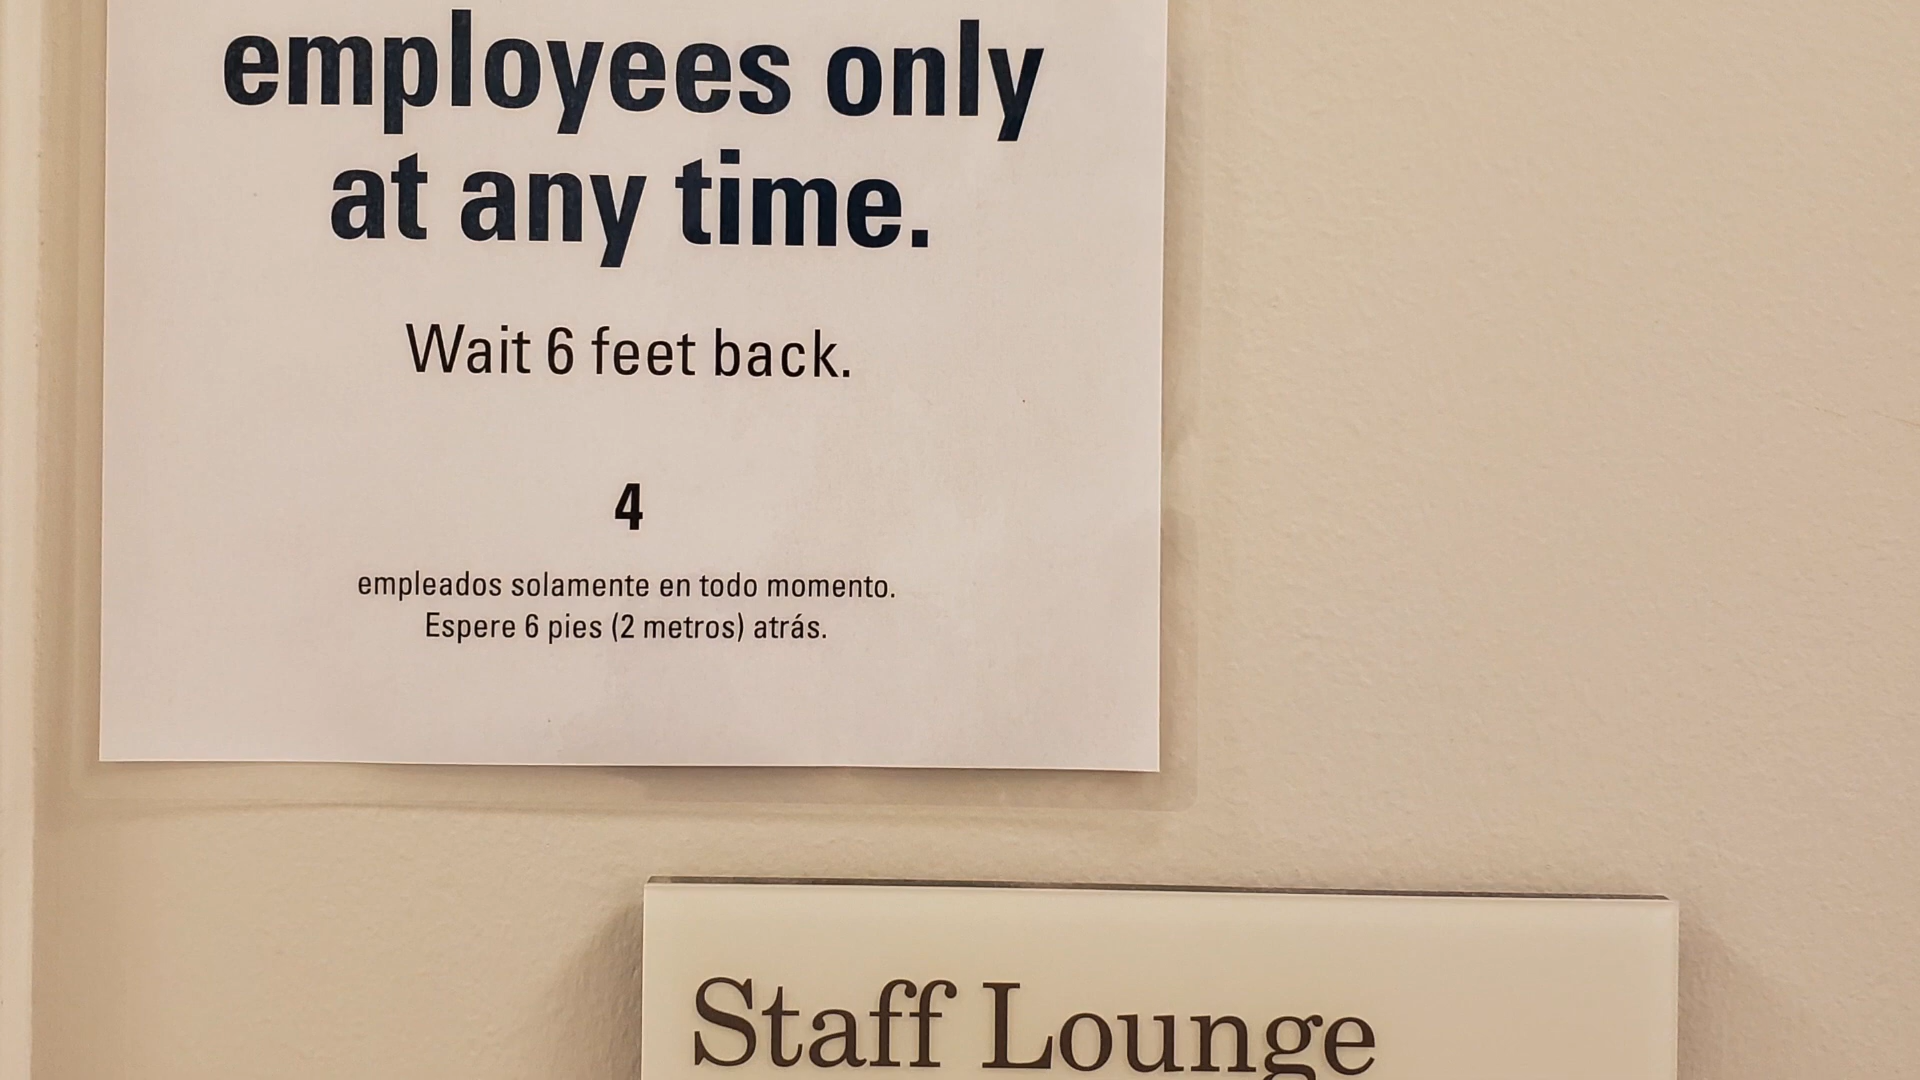 employees only
at any time.
Wait 6 feet back.
4
empleados solamente en todo momento.
Espere 6 pies (2 metros) atrás.
Staff Lounge